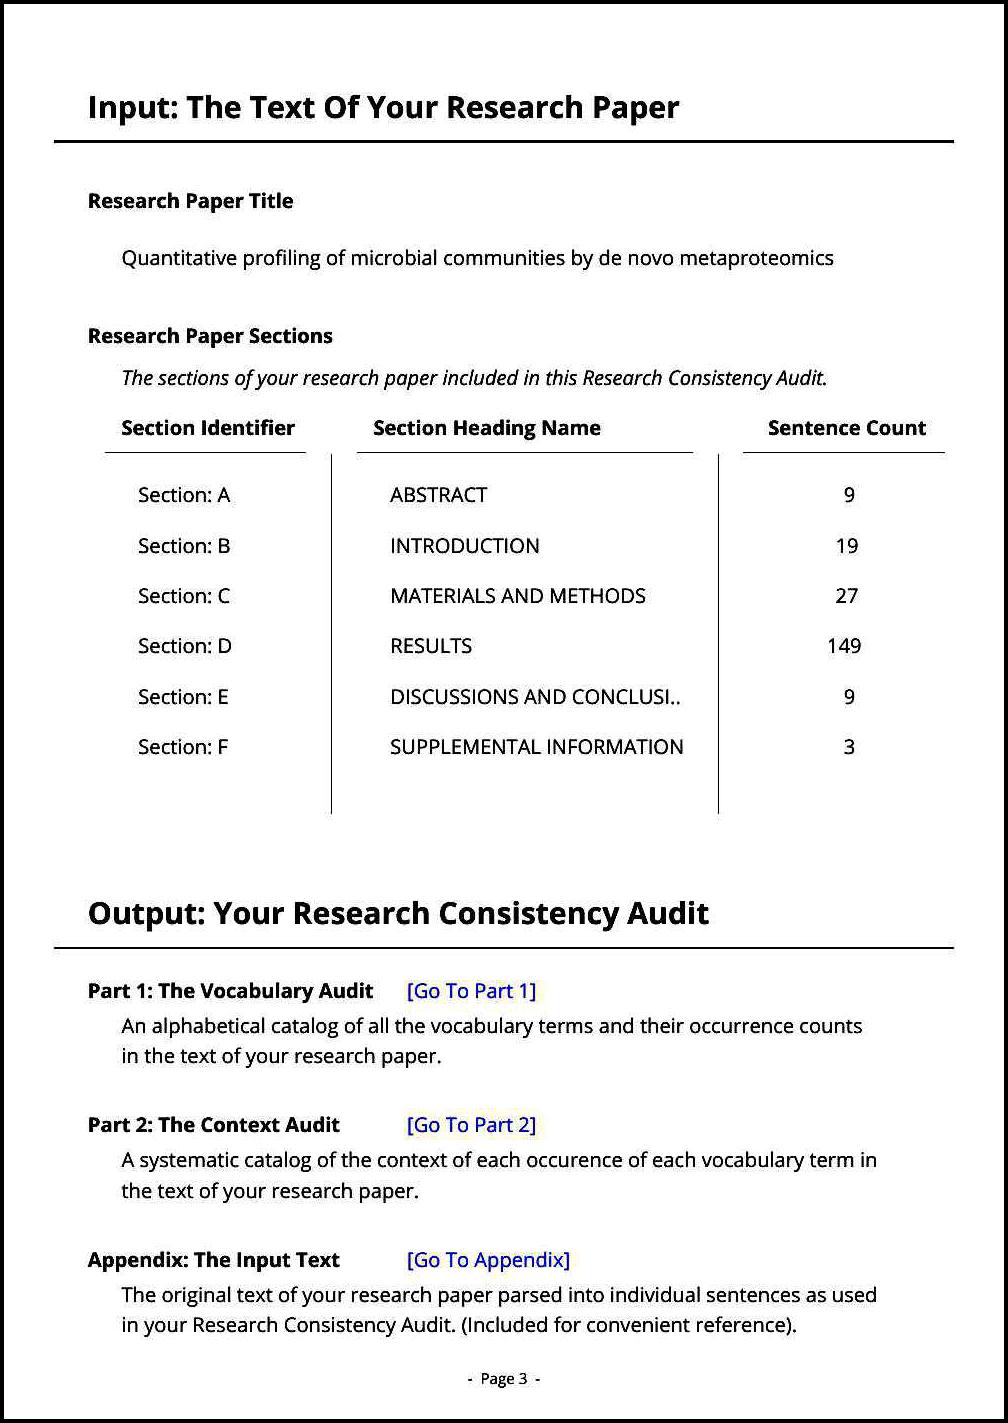 Input: The Text Of Your Research Paper
Research Paper Title
Quantitative profiling of microbial communities by de novo metaproteomics
Research Paper Sections
The sections of your research paper included in this Research Consistency Audit.
Section Identifier Section Heading Name Sentence Count
Section: A ABSTRACT 9
Section: B INTRODUCTION 19
Section: C MATERIALS AND METHODS 27
Section: D RESULTS 149
Section: E DISCUSSIONS AND CONCLUSI.. 9
Section: F SUPPLEMENTAL INFORMATION 3
Output: Your Research Consistency Audit
Part 1: The Vocabulary Audit [Go To Part 1]
An alphabetical catalog of all the vocabulary terms and their occurrence counts
in the text of your research paper.
Part 2: The Context Audit [Go To Part 2]
A systematic catalog of the context of each occurence of each vocabulary term in
the text of your research paper.
Appendix: The Input Text [Go To Appendix]
The original text of your research paper parsed into individual sentences as used
in your Research Consistency Audit. (Included for convenient reference).
- Page 3 -